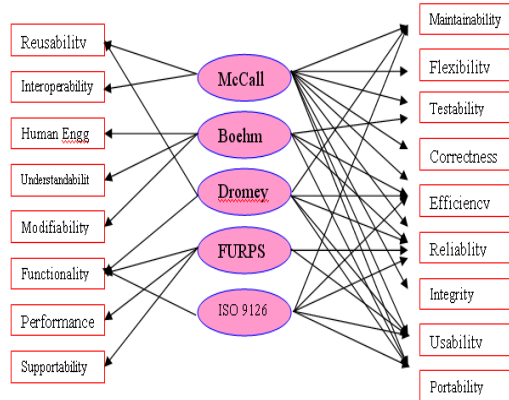 Reusability
Interoperability
Human Engg
Understandabilit
Modifiability
Functionality
Performance
Supportability
McCall
Boehm
Dromey
FURPS
ISO 9126
Maintainability
Flexibility
Testability
Correctness
Efficiency
Reliablity
Integrity
Usability
Portability